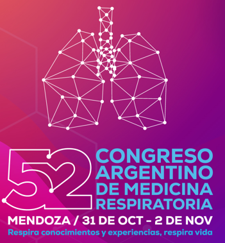 52 CONGRESO
ARGENTINO
DE MEDICINA
RESPIRATORIA
MENDOZA / 31 DE OCT - 2 DE NOV
Respira conocimientos y experiencias, respira vida